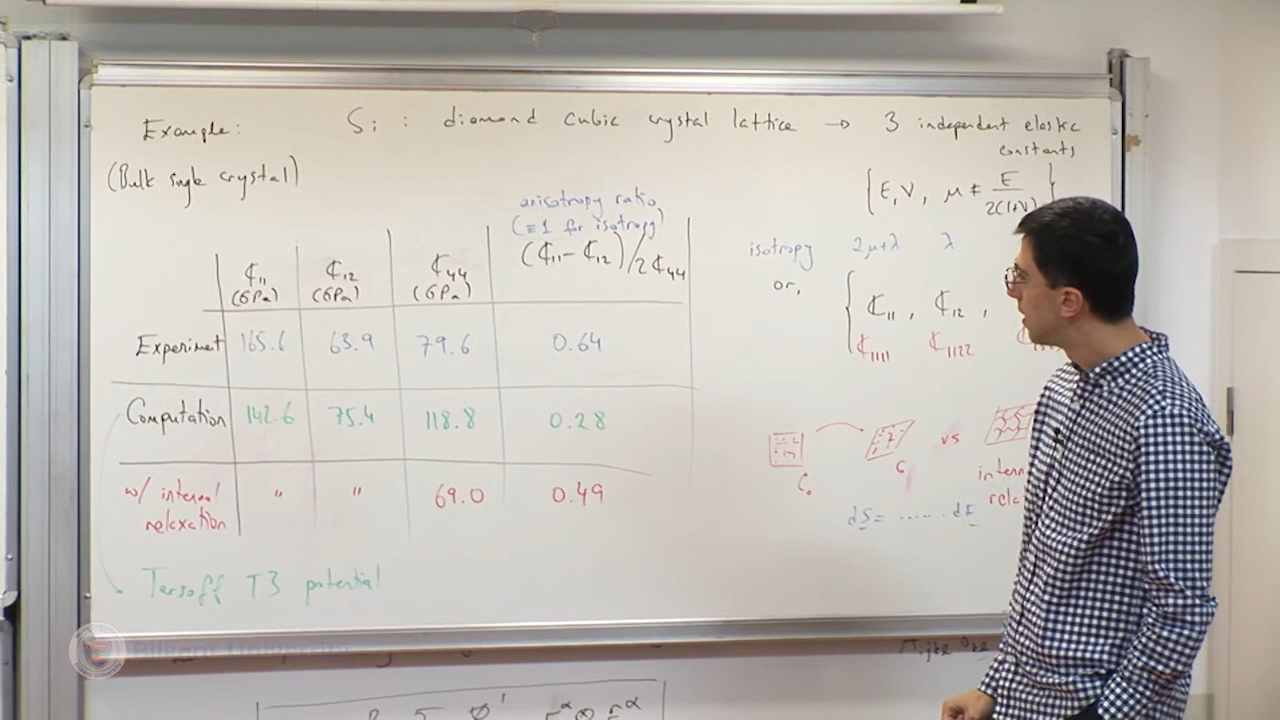 Example: Si : diamond cubic crystal lattice → 3 independent elastic
constants
(Bulk single crystal)
{E, ν, μ ≠ E/2(1+ν)}
anisotropy ratio
(=1 for isotropy)
ℂ11 (GPa) ℂ12 (GPa) ℂ44 (GPa) (ℂ11 - ℂ12)/2ℂ44
Experiment 165.6 63.9 79.6 0.64
Computation 142.6 75.4 118.8 0.28
w/ internal relaxation " " 69.0 0.49
Tersoff T3 potential
isotropy 2μ+λ λ
or, { ℂ11 , ℂ12 ,
ℂ1111 ℂ1122
C₀ C vs
dS = ...... dE
Bilkent University